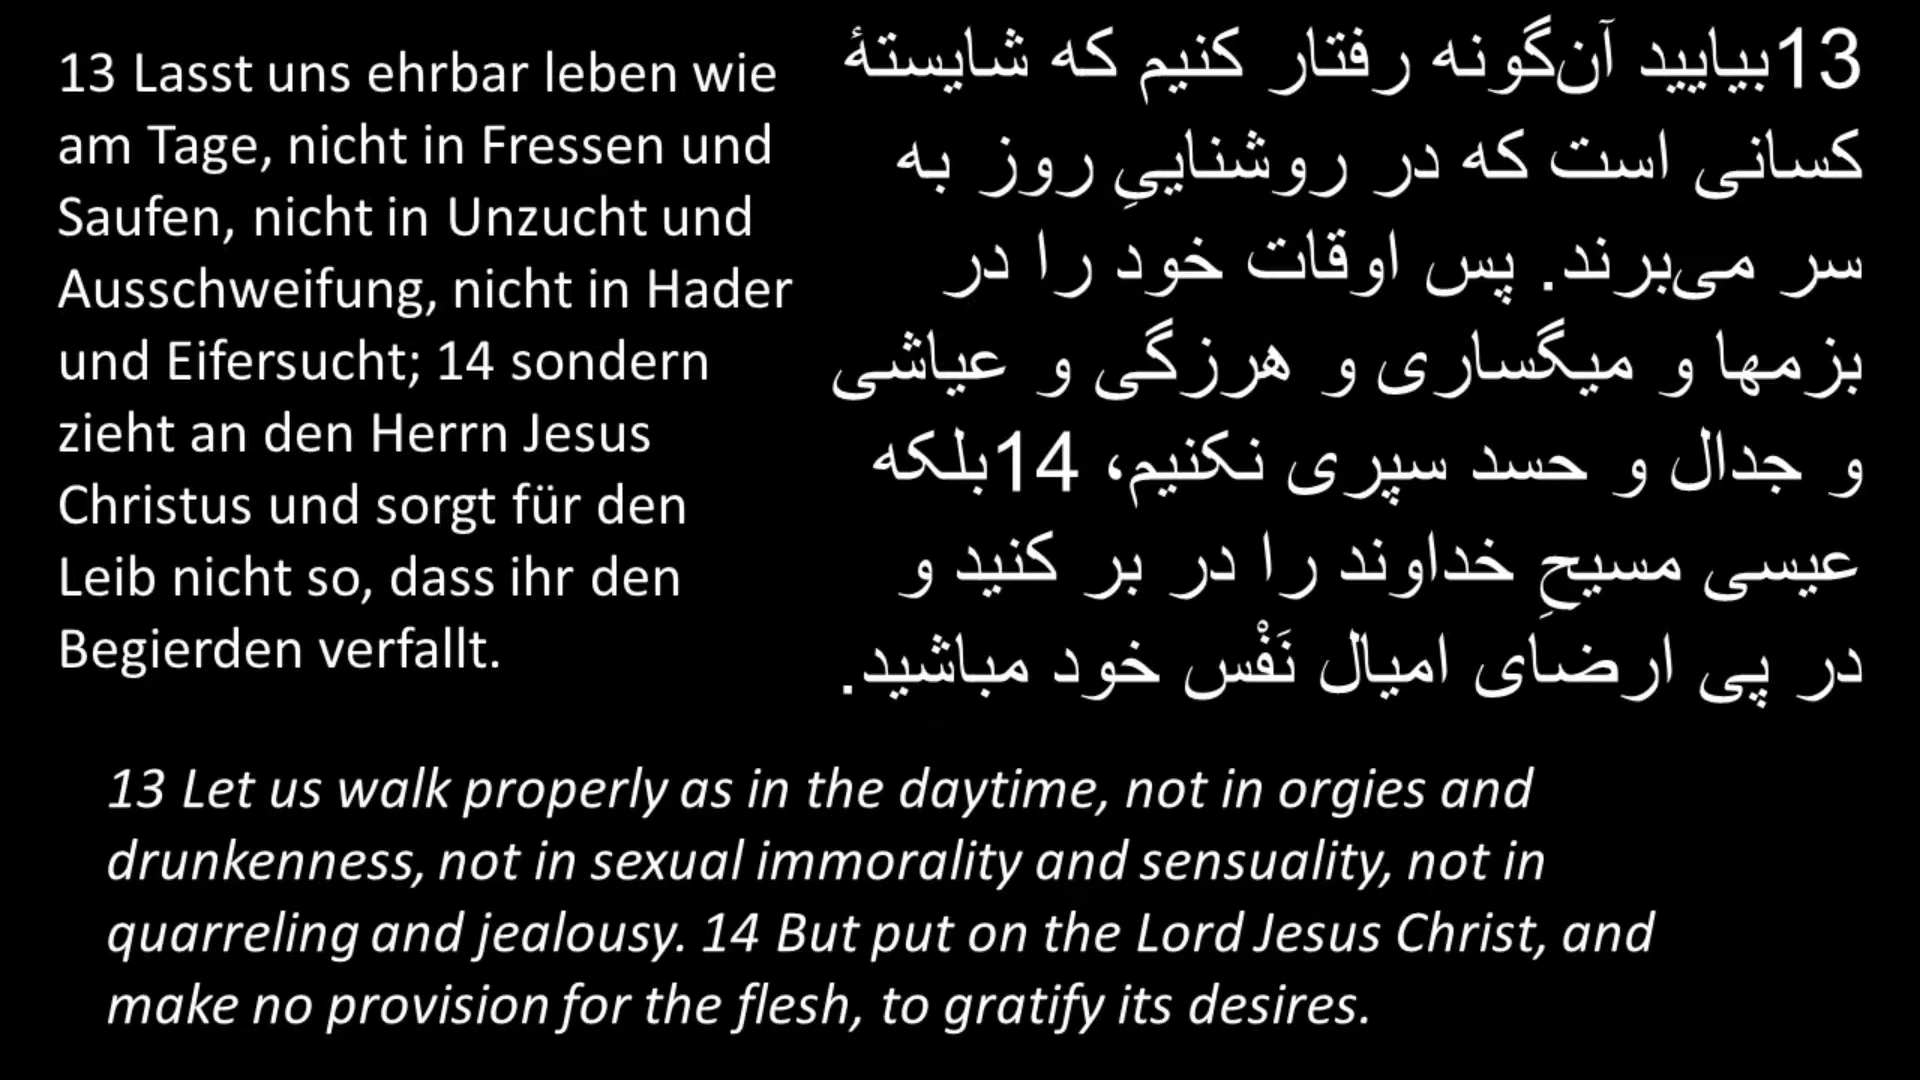 13 Lasst uns ehrbar leben wie
am Tage, nicht in Fressen und
Saufen, nicht in Unzucht und
Ausschweifung, nicht in Hader
und Eifersucht; 14 sondern
zieht an den Herrn Jesus
Christus und sorgt für den
Leib nicht so, dass ihr den
Begierden verfallt.
13بیایید آن‌گونه رفتار کنیم که شایستهٔ
کسانی است که در روشناییِ روز به
سر می‌برند. پس اوقات خود را در
بزمها و میگساری و هرزگی و عیاشی
و جدال و حسد سپری نکنیم، 14بلکه
عیسی مسیحِ خداوند را در بر کنید و
در پی ارضای امیال نَفْس خود مباشید.
13 Let us walk properly as in the daytime, not in orgies and
drunkenness, not in sexual immorality and sensuality, not in
quarreling and jealousy. 14 But put on the Lord Jesus Christ, and
make no provision for the flesh, to gratify its desires.